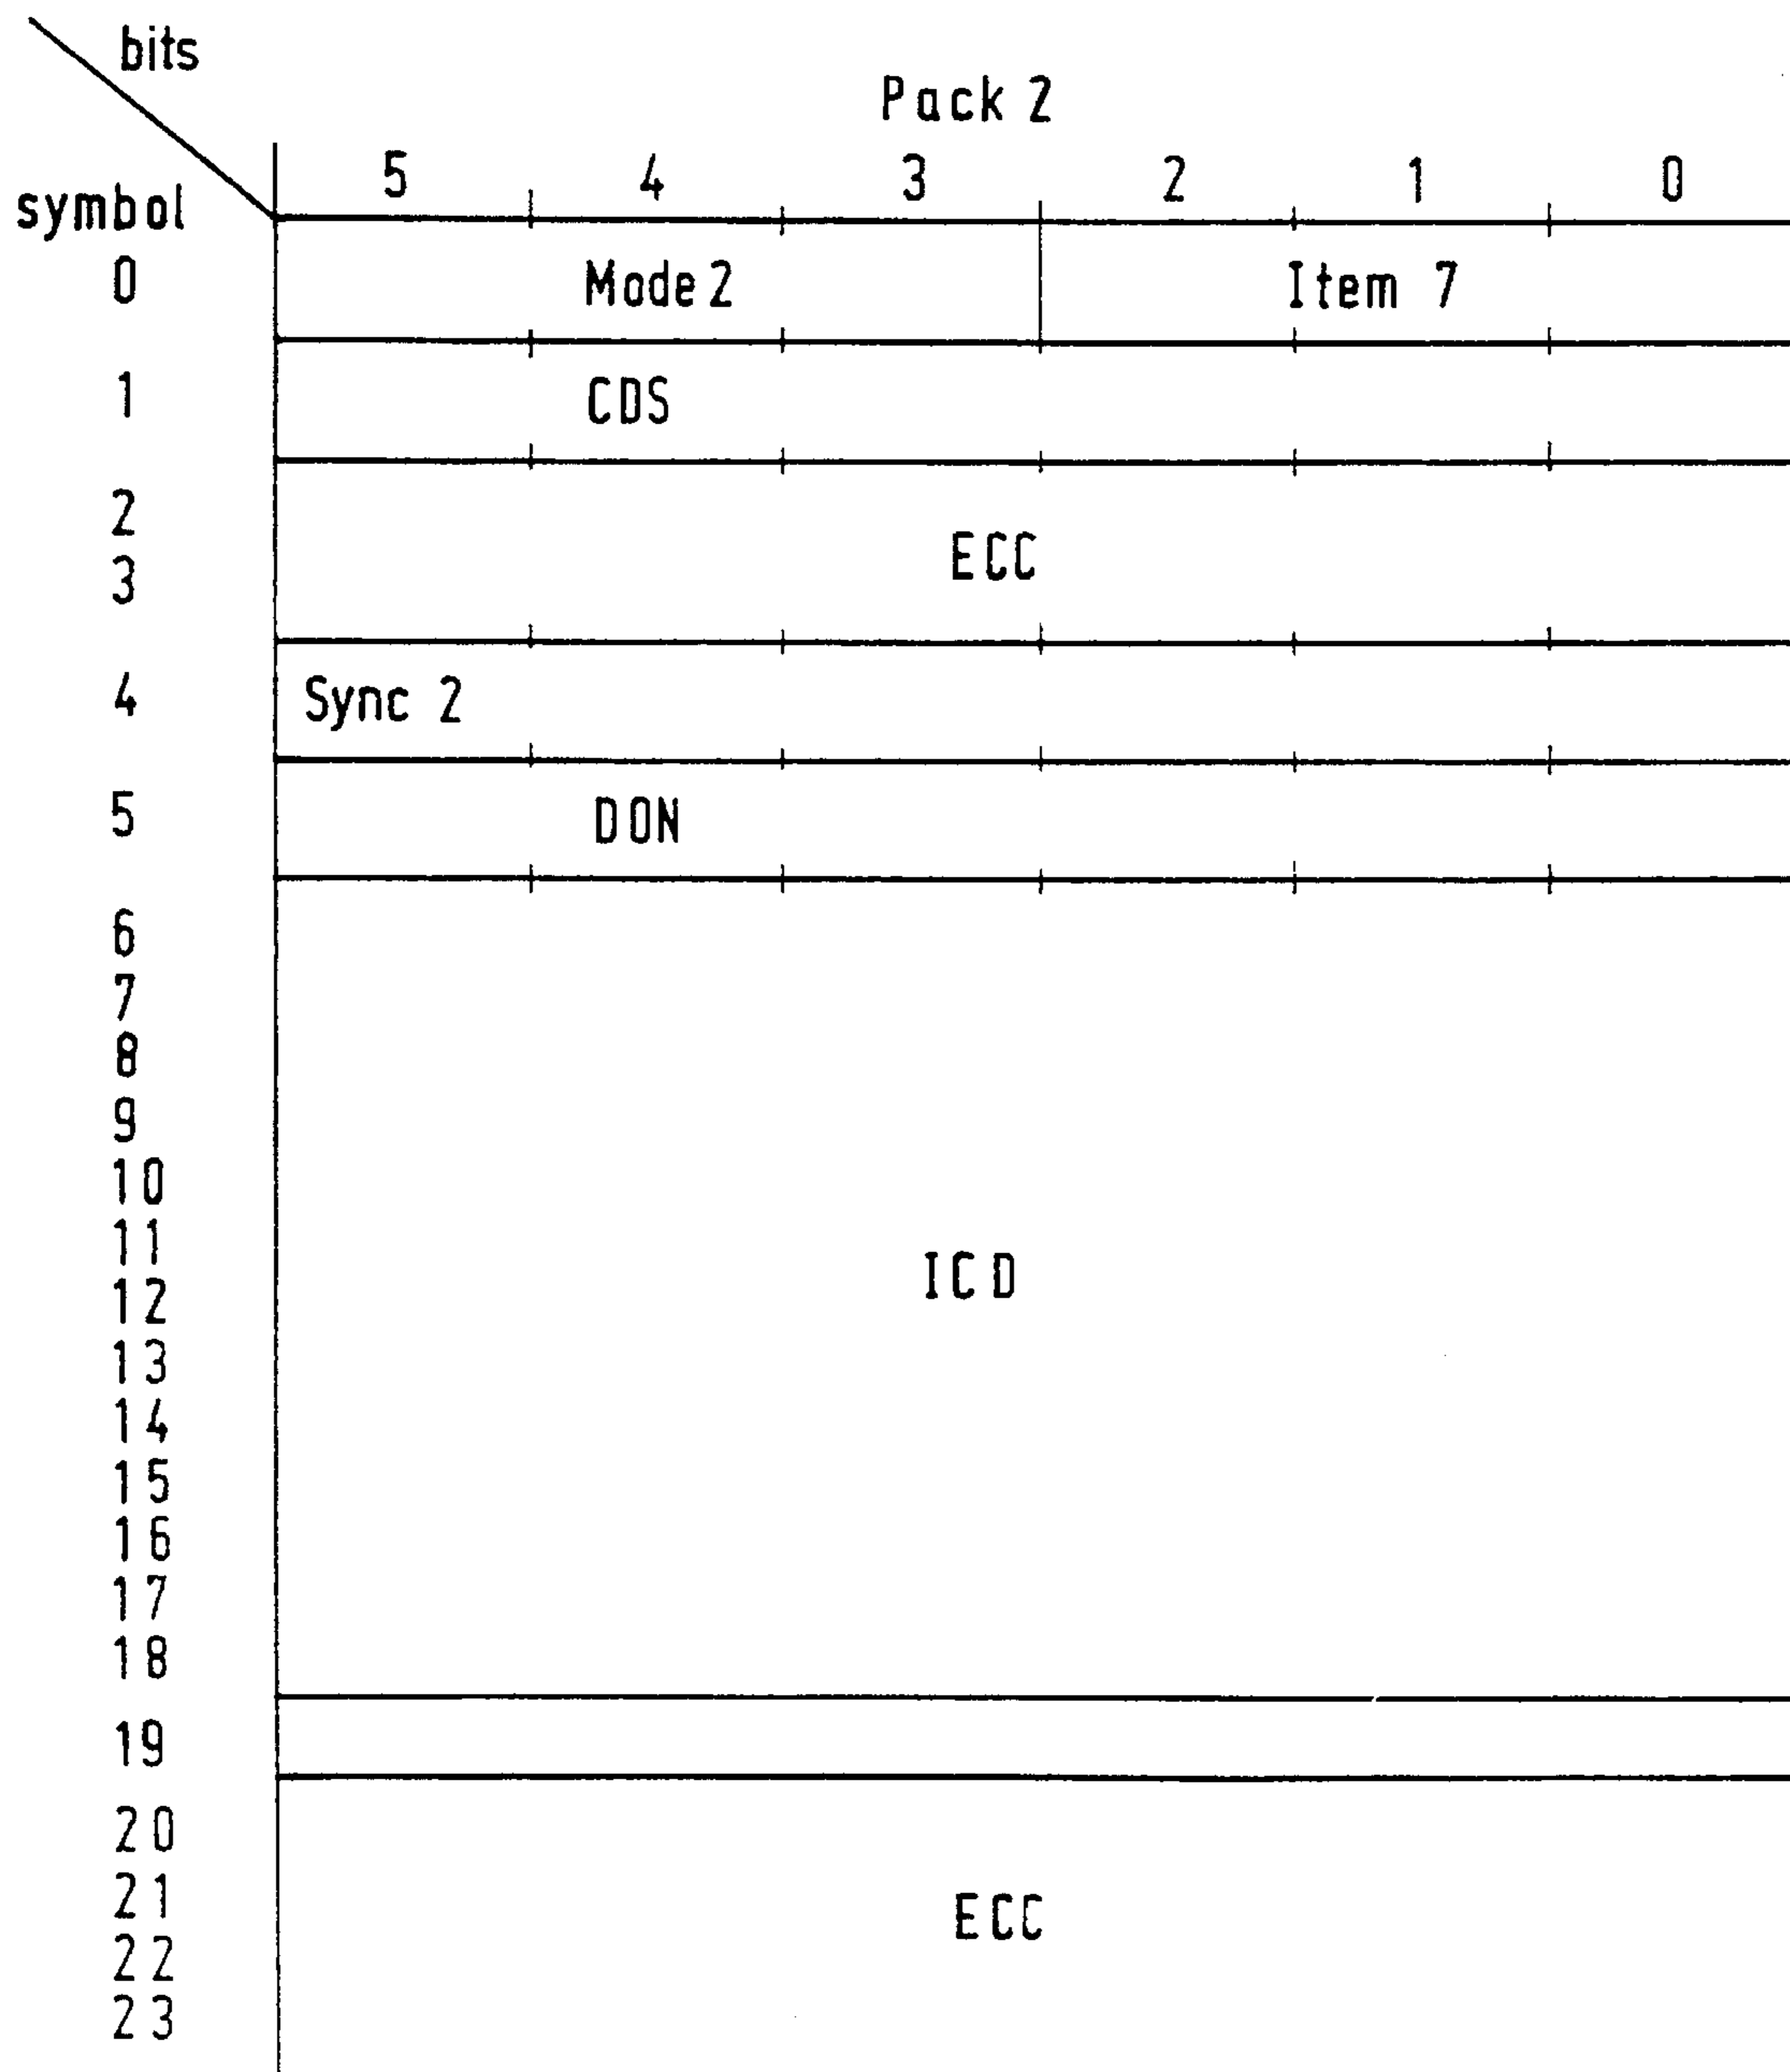 bits
Pack 2
5 4 3 2 1 0
symbol
0 Mode 2 Item 7
1 CDS
2
ECC
3
4 Sync 2
5 DON
6
7
8
9
10
11
ICD
12
13
14
15
16
17
18
19
20
21
ECC
22
23